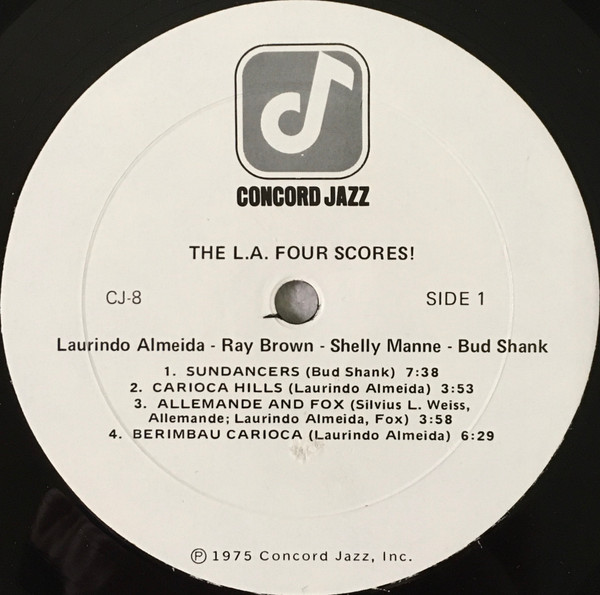 CONCORD JAZZ
THE L.A. FOUR SCORES!
CJ-8
SIDE 1
Laurindo Almeida - Ray Brown - Shelly Manne - Bud Shank
1. SUNDANCERS (Bud Shank) 7:38
2. CARIOCA HILLS (Laurindo Almeida) 3:53
3. ALLEMANDE AND FOX (Silvius L. Weiss,
Allemande; Laurindo Almeida, Fox) 3:58
4. BERIMBAU CARIOCA (Laurindo Almeida) 6:29
℗ 1975 Concord Jazz, Inc.